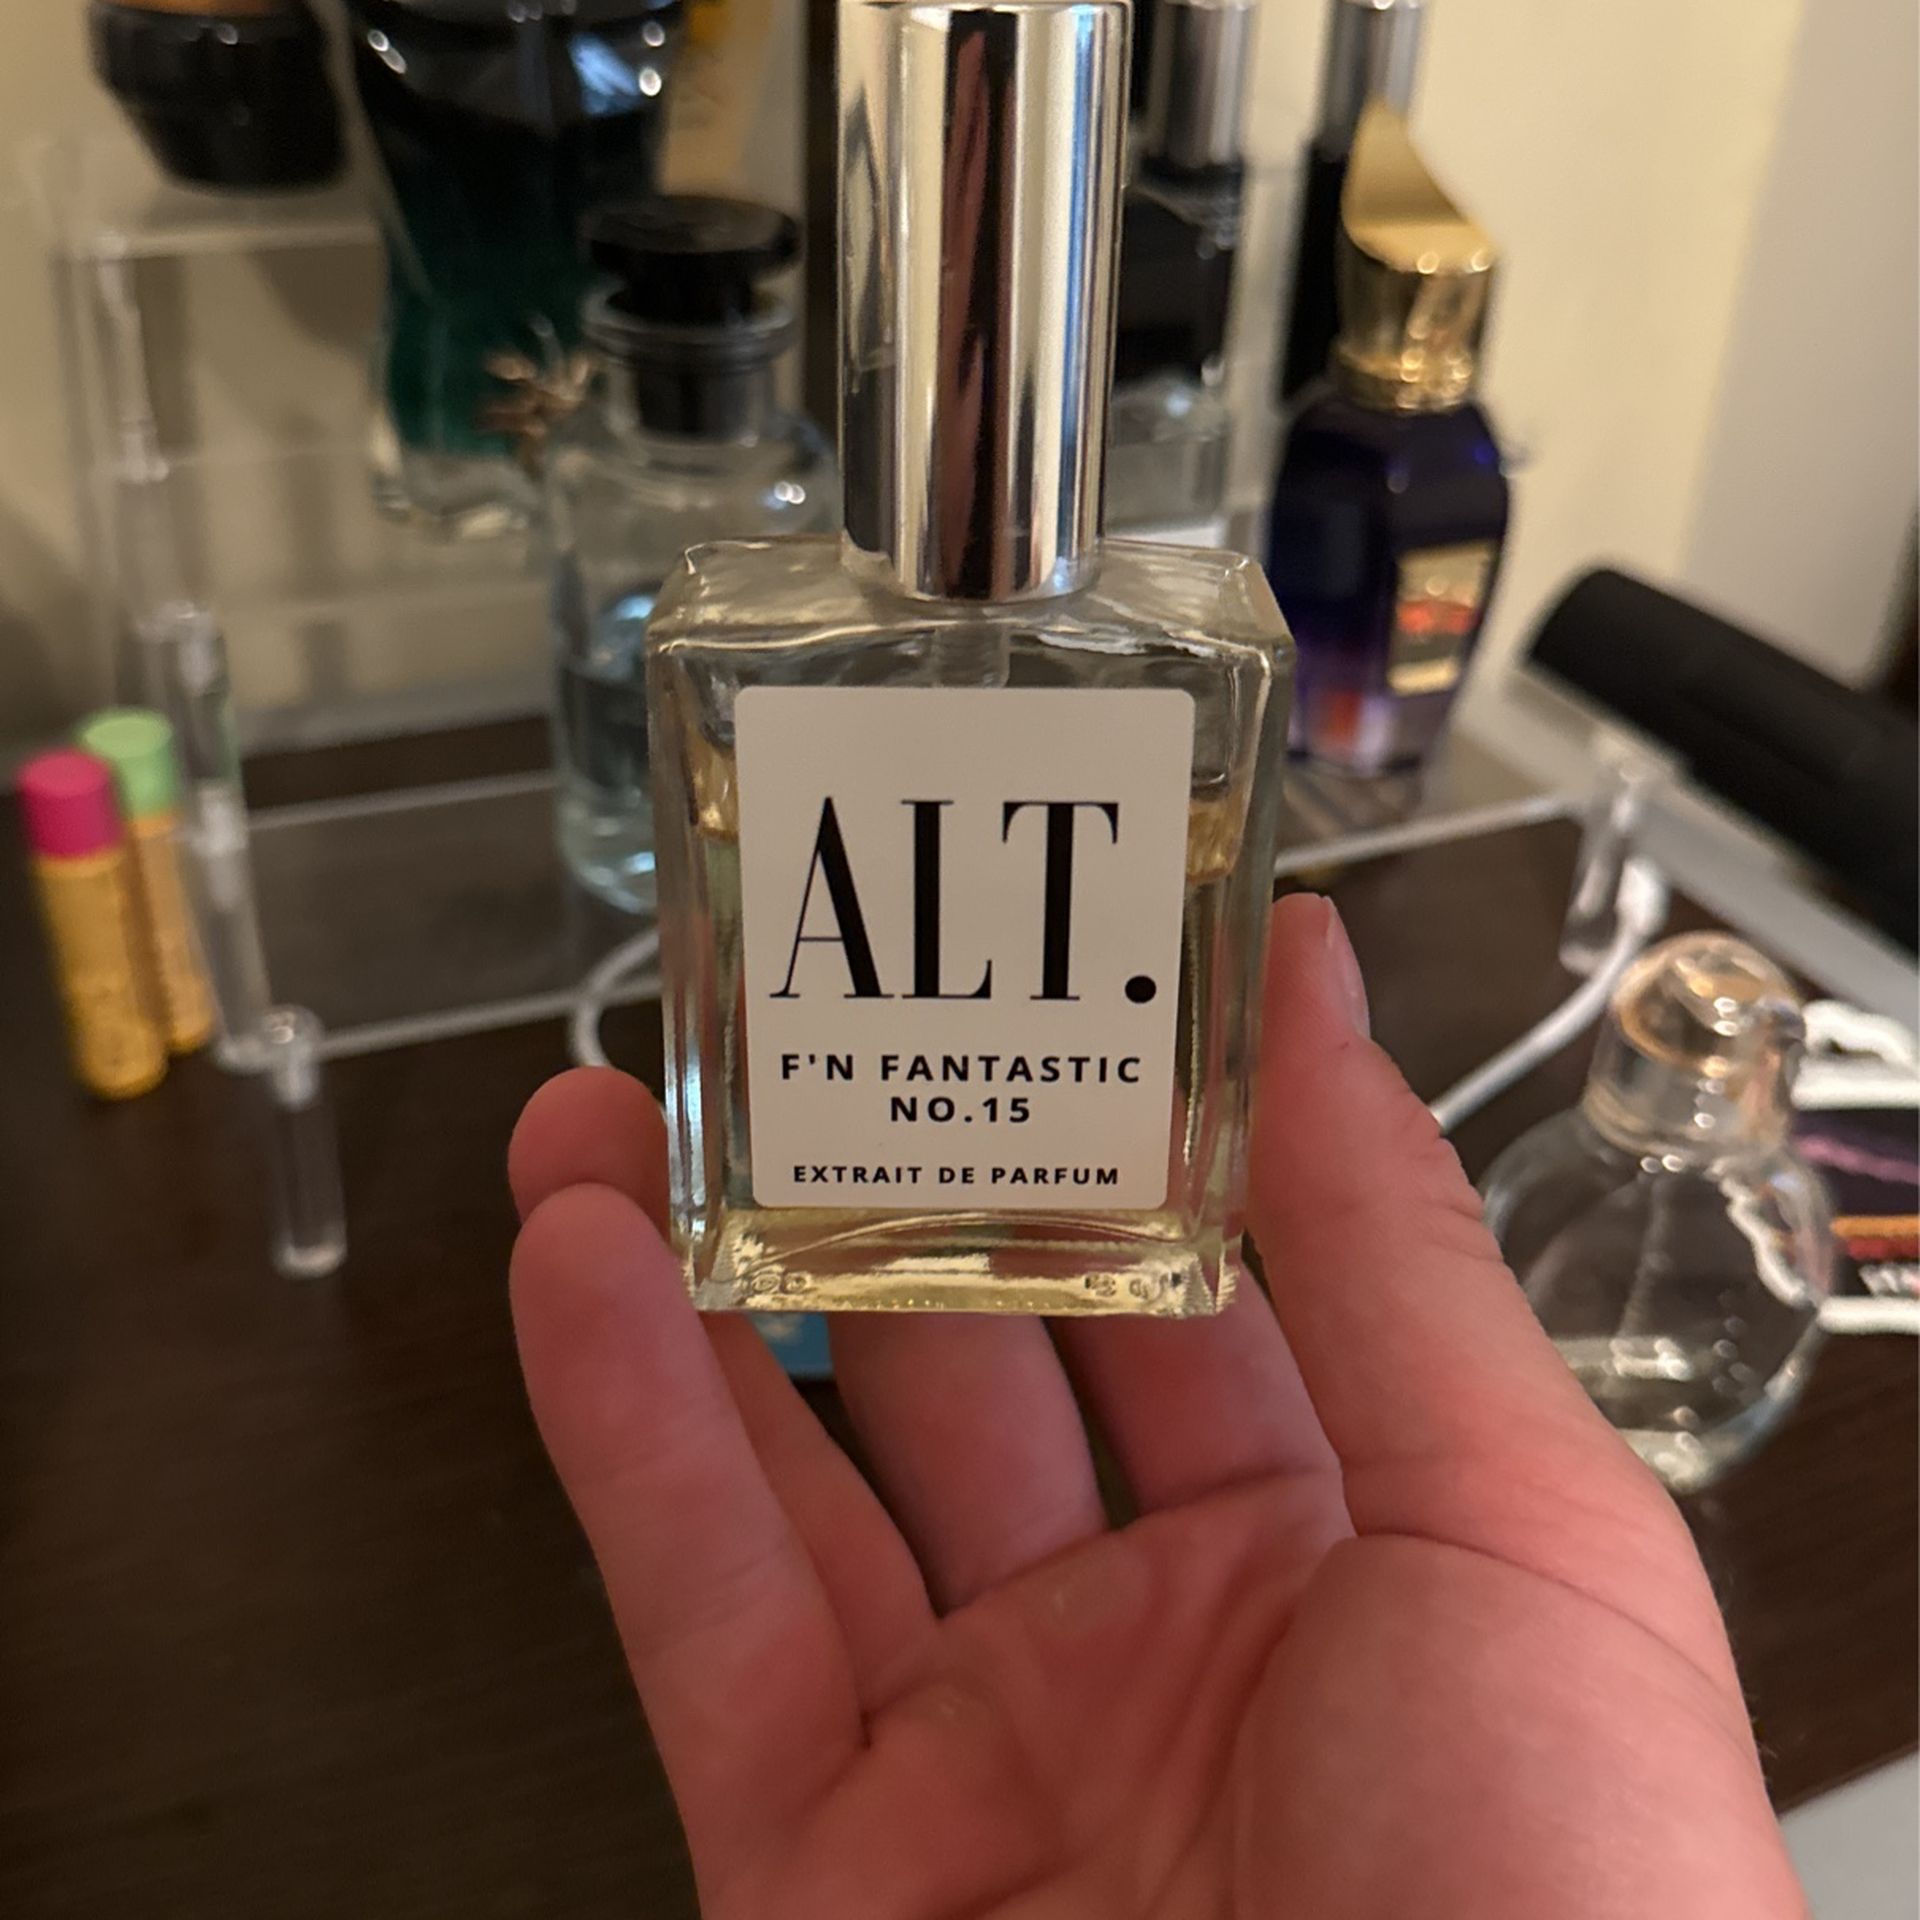 ALT.
F'N FANTASTIC
NO.15
EXTRAIT DE PARFUM